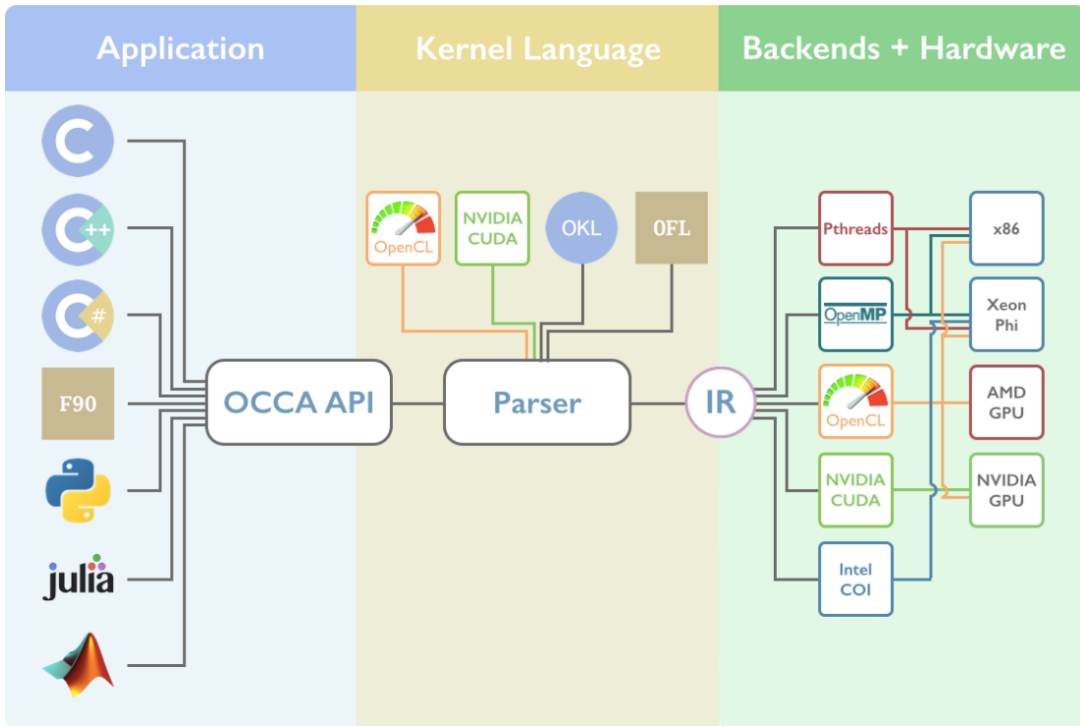 Application
Kernel Language
Backends + Hardware
C
C++
C#
F90
julia
OCCA API
OpenCL
NVIDIA
CUDA
OKL
OFL
Parser
IR
Pthreads
OpenMP
OpenCL
NVIDIA
CUDA
Intel
COI
x86
Xeon
Phi
AMD
GPU
NVIDIA
GPU